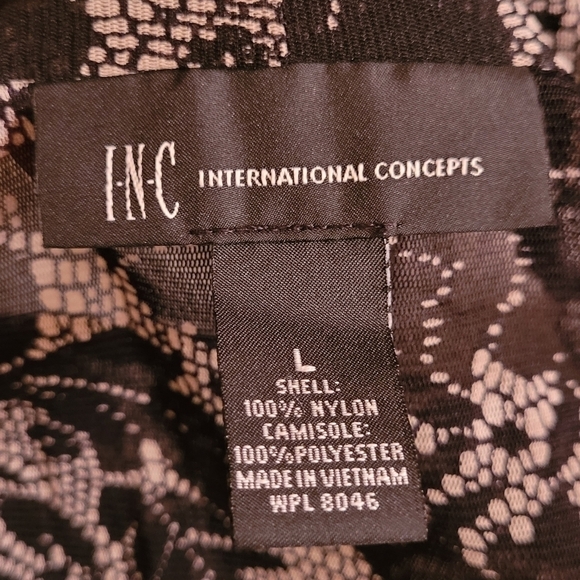 I·N·C INTERNATIONAL CONCEPTS
L
SHELL:
100% NYLON
CAMISOLE:
100% POLYESTER
MADE IN VIETNAM
WPL 8046